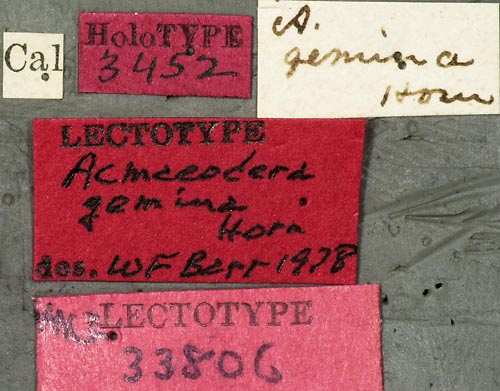 Cal
HoloTYPE
3452
A.
gemina
Horn
LECTOTYPE
Acmaeodera
gemina
Horn
des. WF Barr 1978
LECTOTYPE
33806